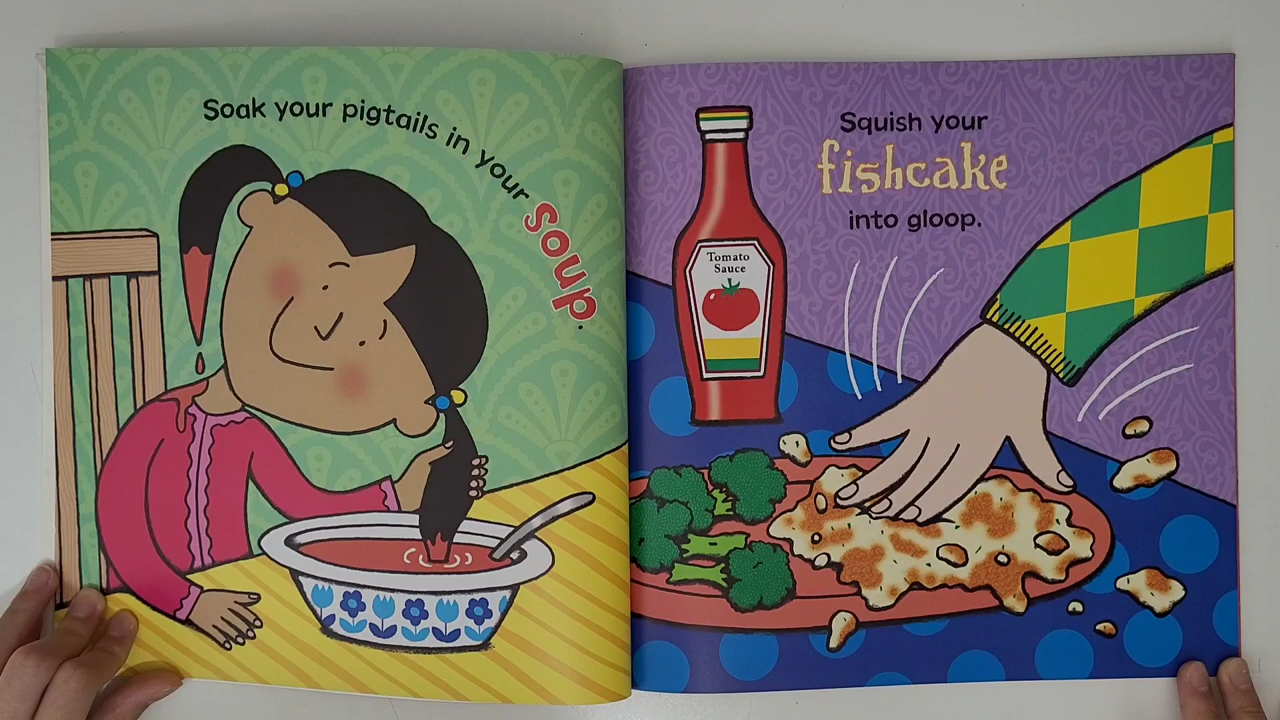 Soak your pigtails in your soup.
Squish your
fishcake
into gloop.
Tomato
Sauce